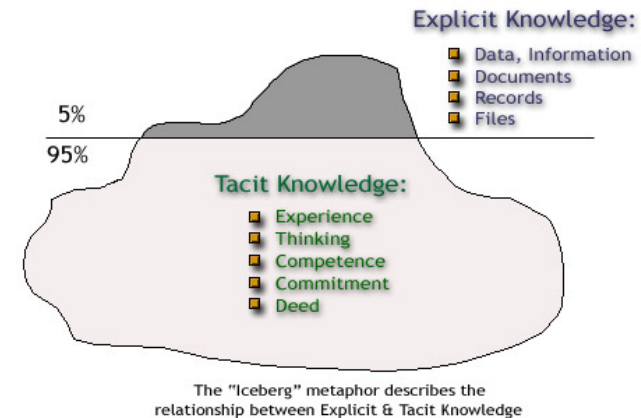 Explicit Knowledge:
Data, Information
Documents
Records
Files
5%
95%
Tacit Knowledge:
Experience
Thinking
Competence
Commitment
Deed
The "Iceberg" metaphor describes the
relationship between Explicit & Tacit Knowledge